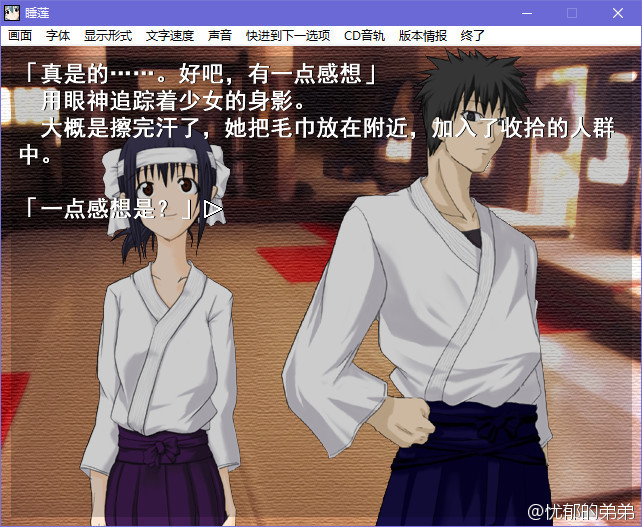 睡莲
画面 字体 显示形式 文字速度 声音 快进到下一选项 CD音轨 版本情报 终了
「真是的……。好吧，有一点感想」
用眼神追踪着少女的身影。
大概是擦完汗了，她把毛巾放在附近，加入了收拾的人群
中。
「一点感想是？」
@忧郁的弟弟